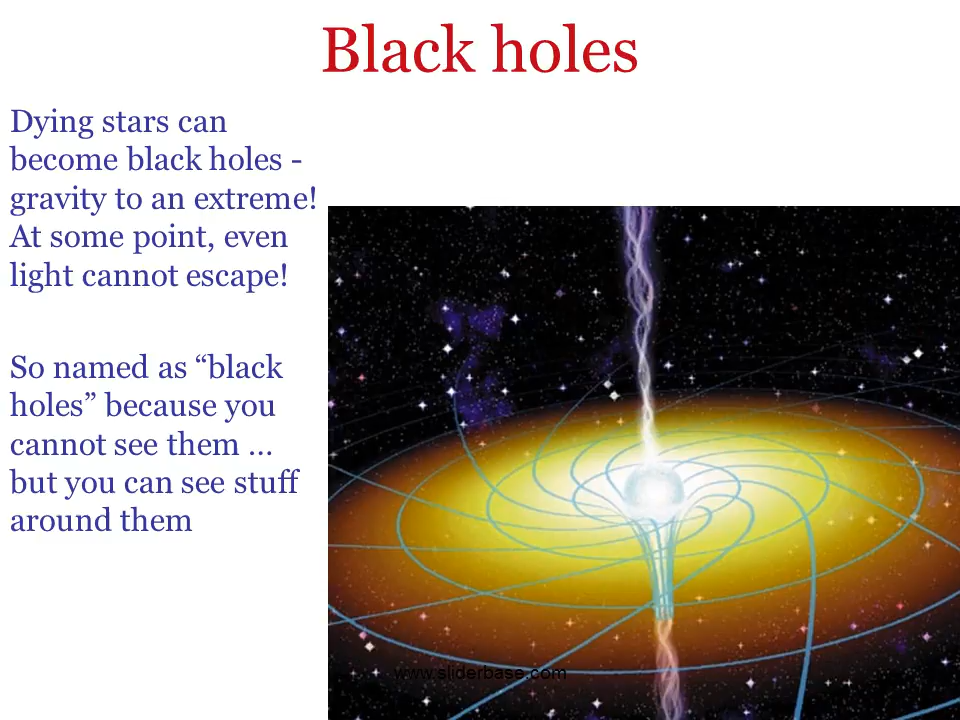 Black holes
Dying stars can
become black holes -
gravity to an extreme!
At some point, even
light cannot escape!
So named as “black
holes” because you
cannot see them ...
but you can see stuff
around them
www.sliderbase.com